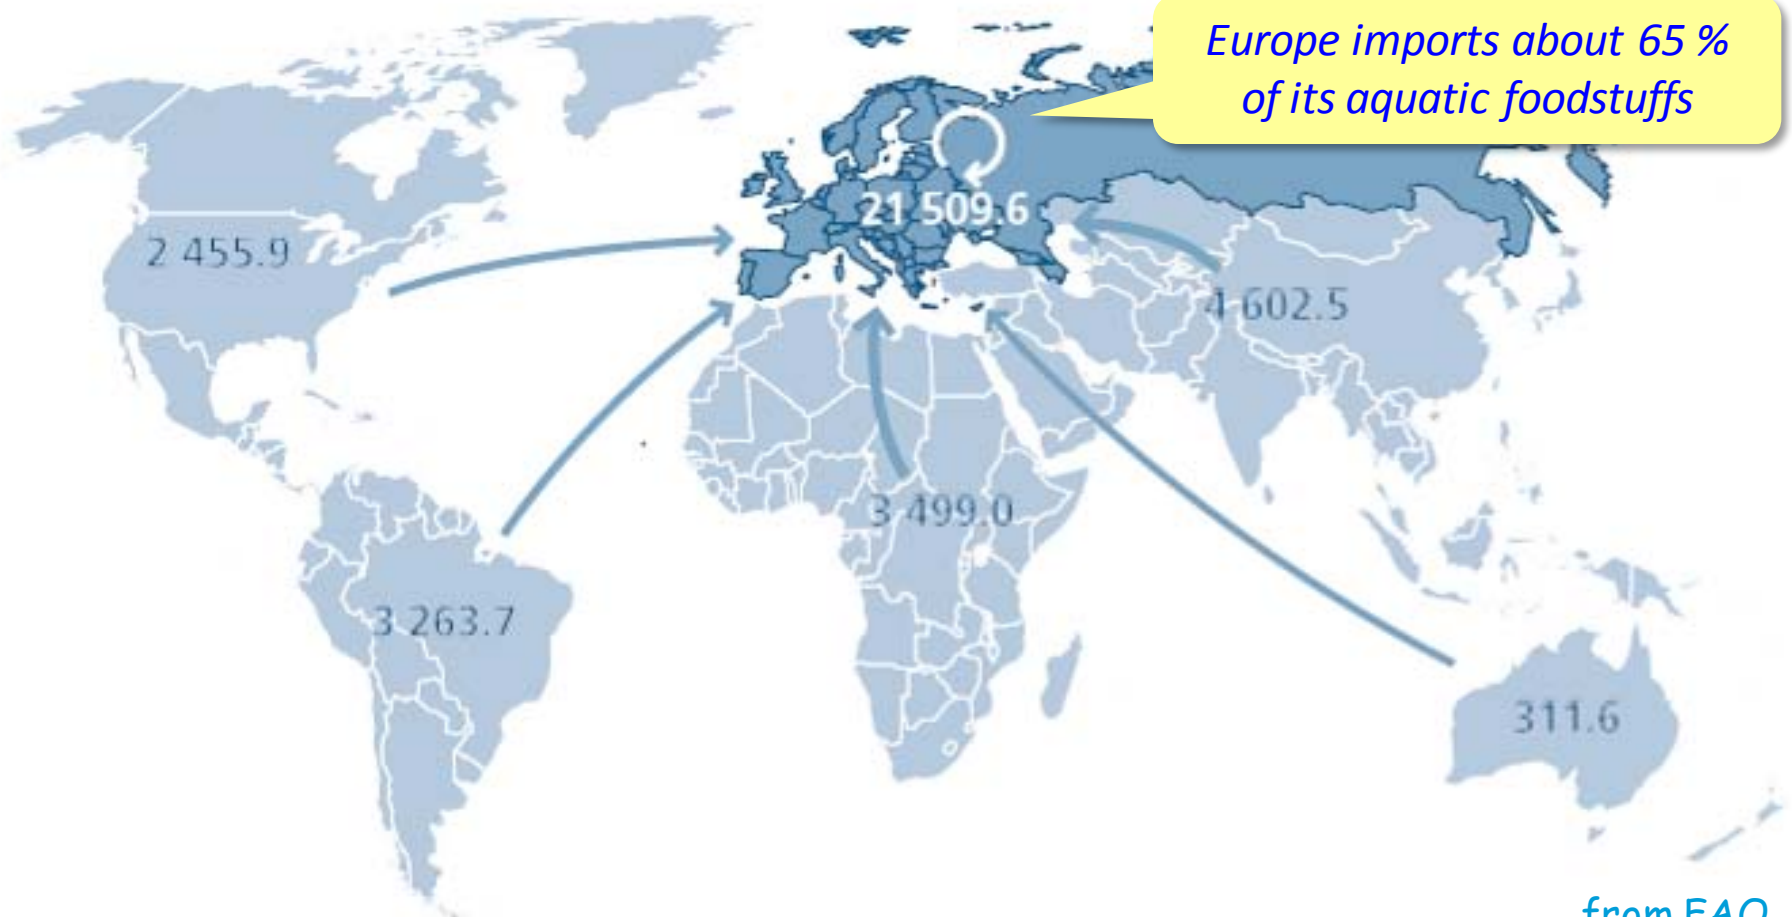 Europe imports about 65 %
of its aquatic foodstuffs
21 509.6
2 455.9
4 602.5
3 499.0
3 263.7
311.6
from FAO